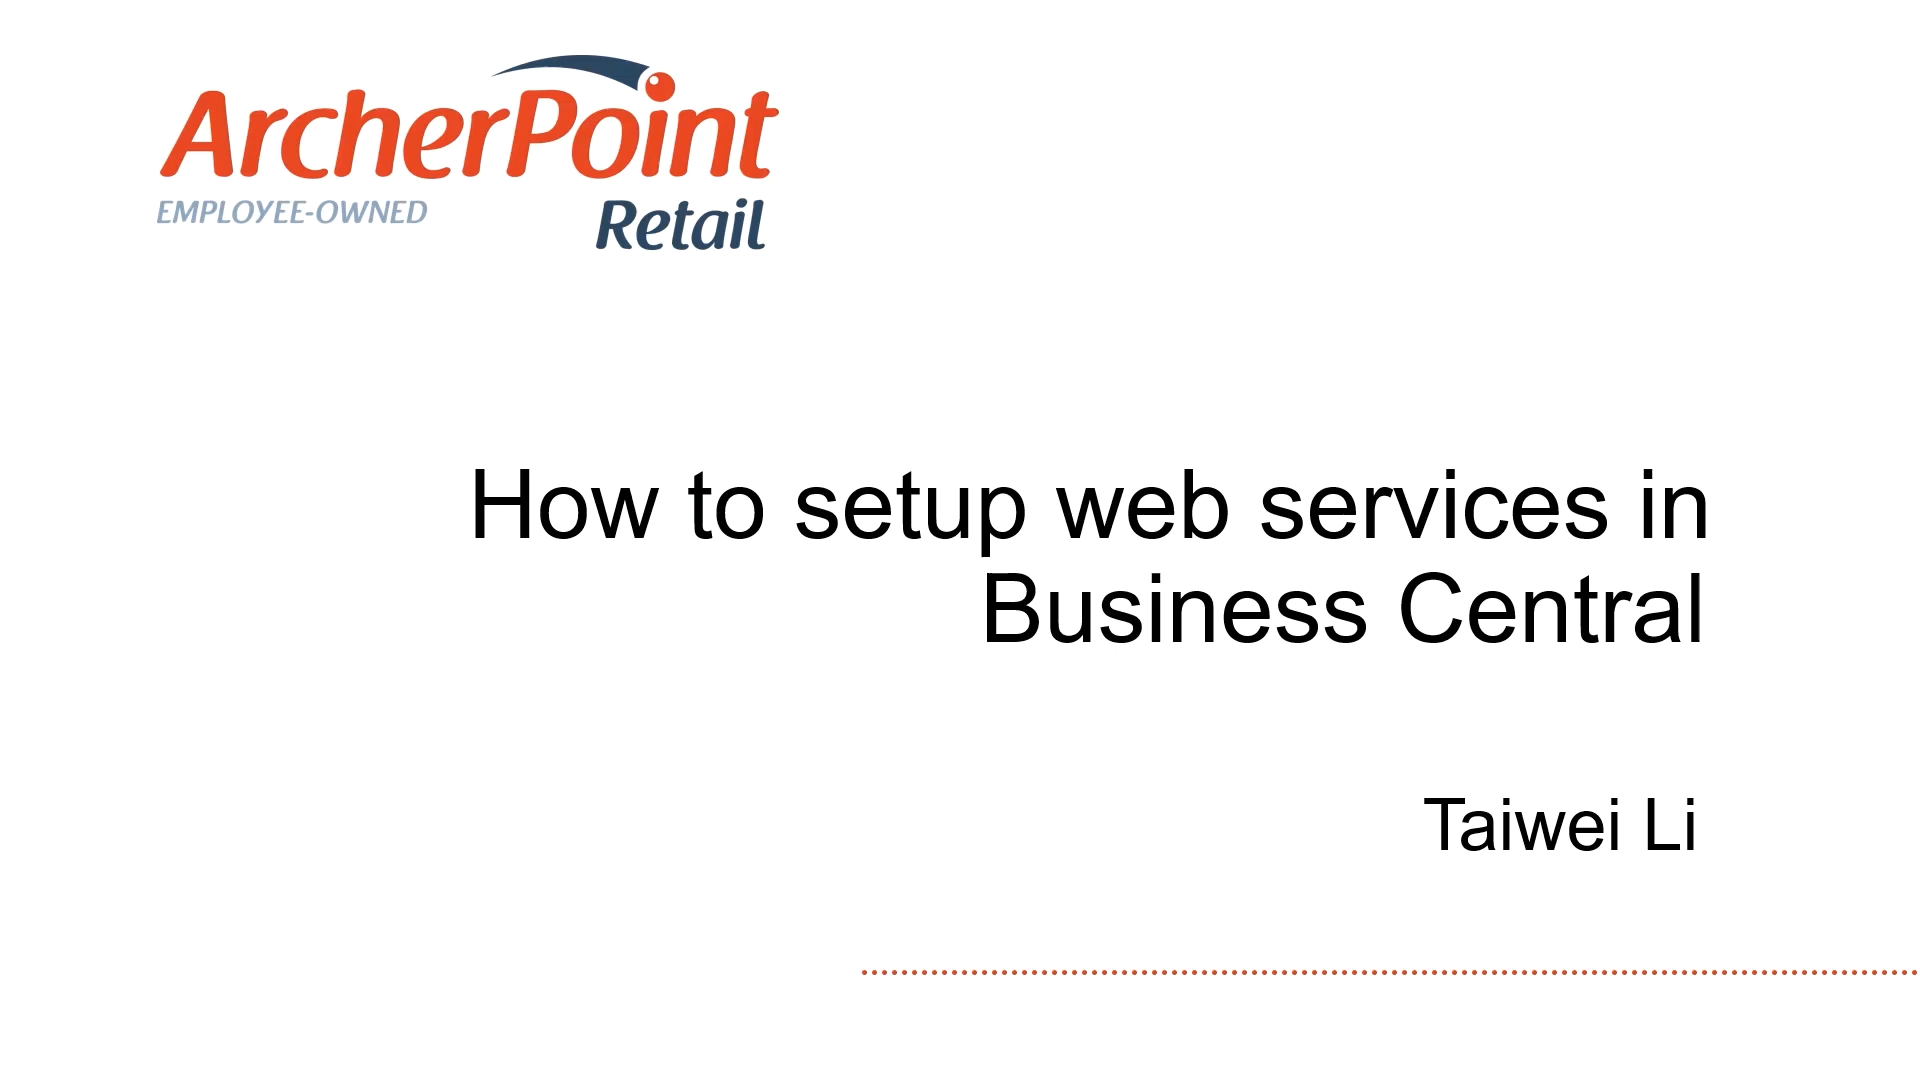 ArcherPoint
EMPLOYEE-OWNED
Retail
How to setup web services in
Business Central
Taiwei Li